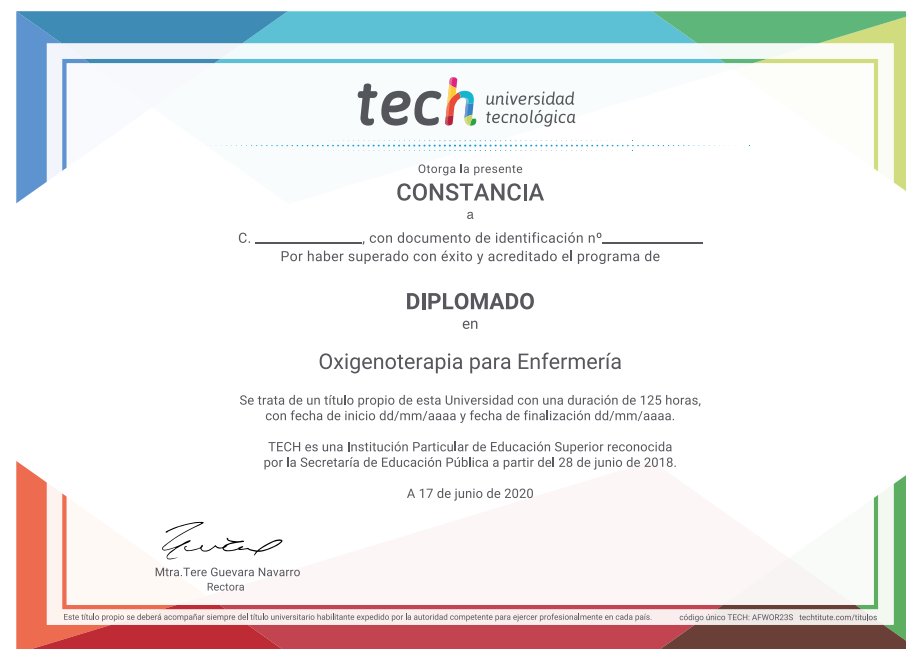 tech universidad
tecnológica
Otorga la presente
CONSTANCIA
a
C. ____________, con documento de identificación nº____________
Por haber superado con éxito y acreditado el programa de
DIPLOMADO
en
Oxigenoterapia para Enfermería
Se trata de un título propio de esta Universidad con una duración de 125 horas,
con fecha de inicio dd/mm/aaaa y fecha de finalización dd/mm/aaaa.
TECH es una Institución Particular de Educación Superior reconocida
por la Secretaría de Educación Pública a partir del 28 de junio de 2018.
A 17 de junio de 2020
Mtra.Tere Guevara Navarro
Rectora
Este título propio se deberá acompañar siempre del título universitario habilitante expedido por la autoridad competente para ejercer profesionalmente en cada país. código único TECH: AFWOR23S techtitute.com/titulos